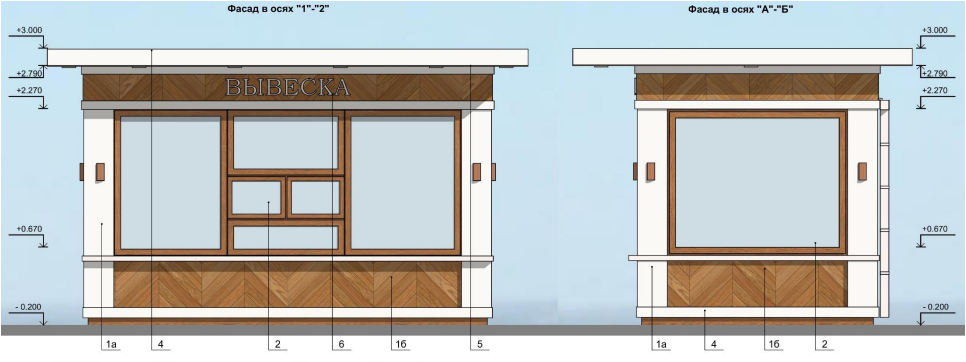 Фасад в осях "1"-"2"
Фасад в осях "А"-"Б"
+3.000
+2.790
+2.270
+0.670
- 0.200
ВЫВЕСКА
+3.000
+2.790
+2.270
+0.670
- 0.200
1а 4 2 6 1б 5
1а 4 1б 2